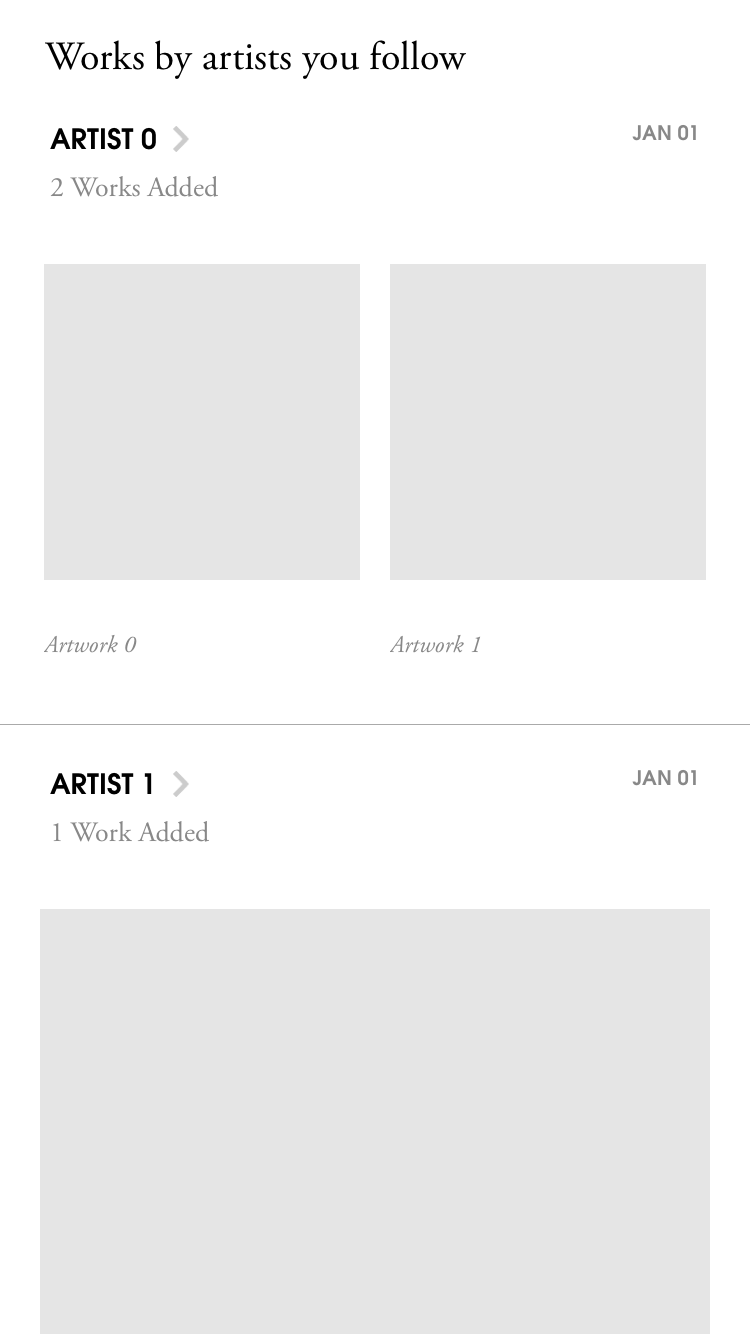 Works by artists you follow
ARTIST 0
JAN 01
2 Works Added
Artwork 0
Artwork 1
ARTIST 1
JAN 01
1 Work Added